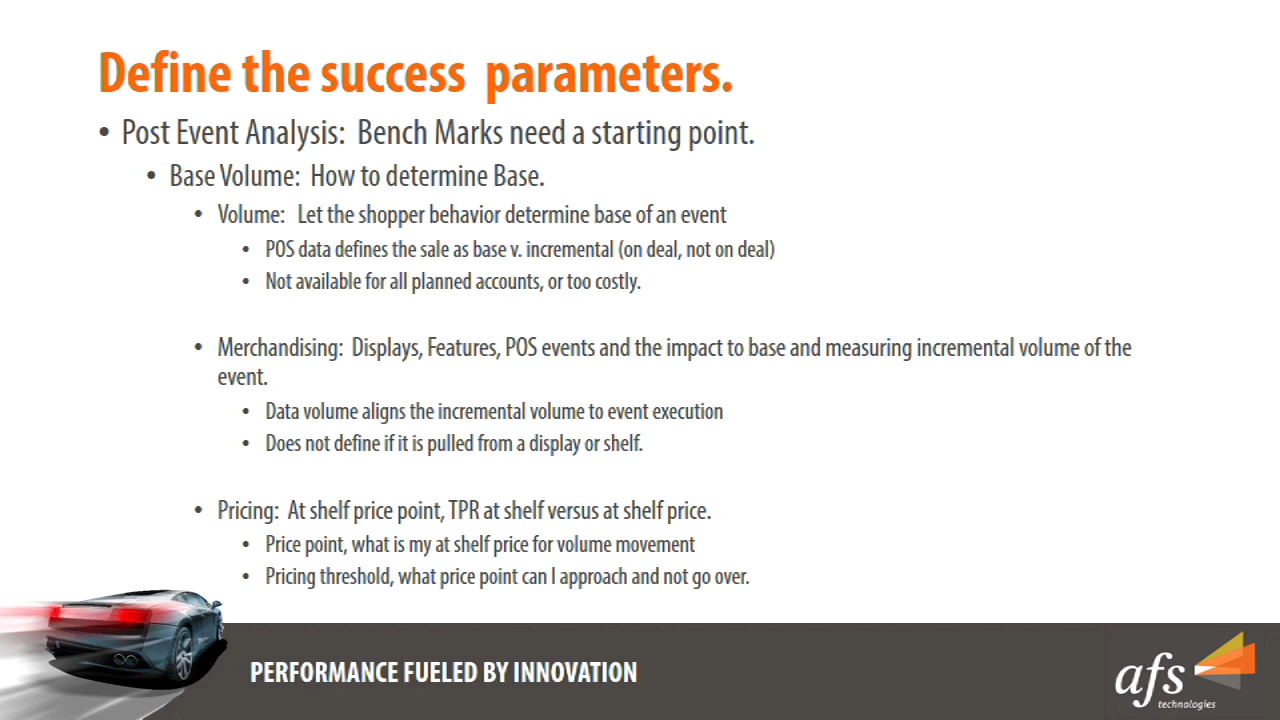 Define the success parameters.
• Post Event Analysis: Bench Marks need a starting point.
• Base Volume: How to determine Base.
• Volume: Let the shopper behavior determine base of an event
• POS data defines the sale as base v. incremental (on deal, not on deal)
• Not available for all planned accounts, or too costly.
• Merchandising: Displays, Features, POS events and the impact to base and measuring incremental volume of the
event.
• Data volume aligns the incremental volume to event execution
• Does not define if it is pulled from a display or shelf.
• Pricing: At shelf price point, TPR at shelf versus at shelf price.
• Price point, what is my at shelf price for volume movement
• Pricing threshold, what price point can I approach and not go over.
PERFORMANCE FUELED BY INNOVATION
afs
technologies